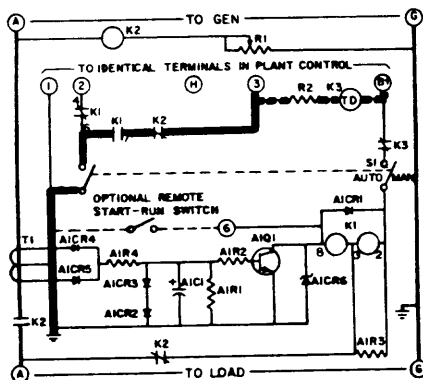 A TO GEN G
K2 R1
TO IDENTICAL TERMINALS IN PLANT CONTROL
1 2 H 3 B+
4 K1 R2 K3 TD
K1 K2
K3
S1
AUTO MAN
OPTIONAL REMOTE
START-RUN SWITCH
6 A1CR1
T1 A1CR4 A1Q1 K1
A1R4 A1R2 B 2
A1CR5
A1CR3 + A1C1 A1CR6
A1R1
K2 A1CR2
K2 A1R3
A TO LOAD G